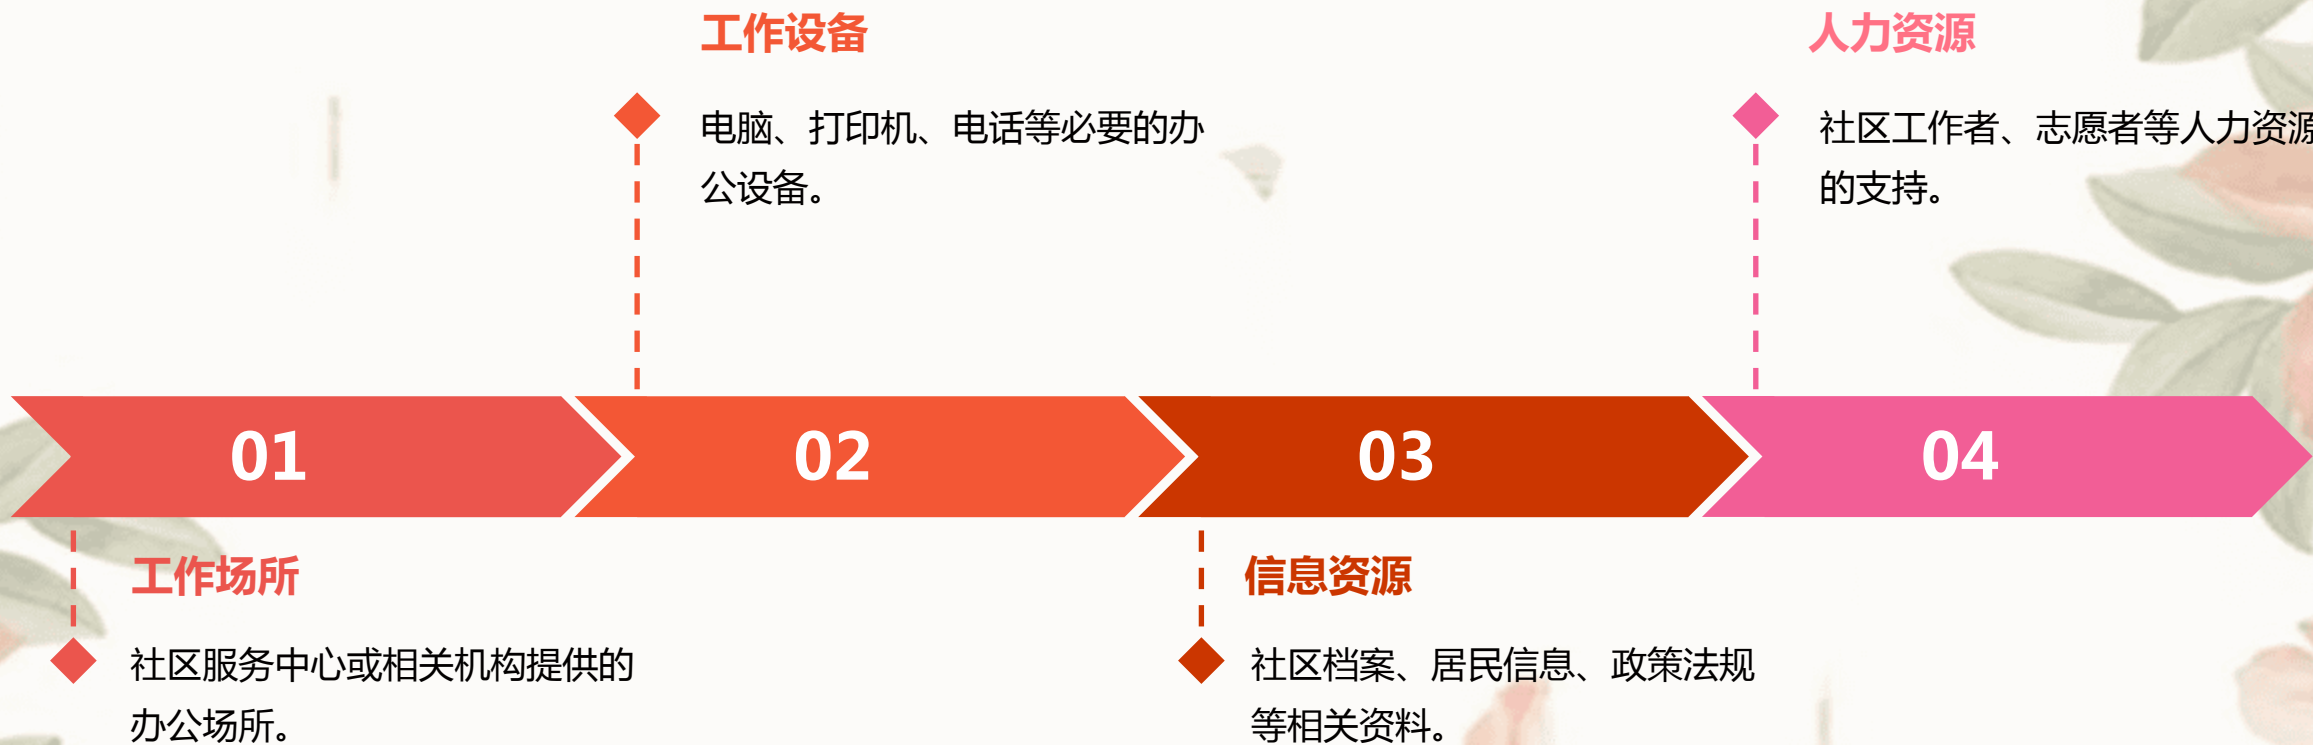 工作设备
电脑、打印机、电话等必要的办
公设备。
人力资源
社区工作者、志愿者等人力资源
的支持。
01
02
03
04
工作场所
社区服务中心或相关机构提供的
办公场所。
信息资源
社区档案、居民信息、政策法规
等相关资料。